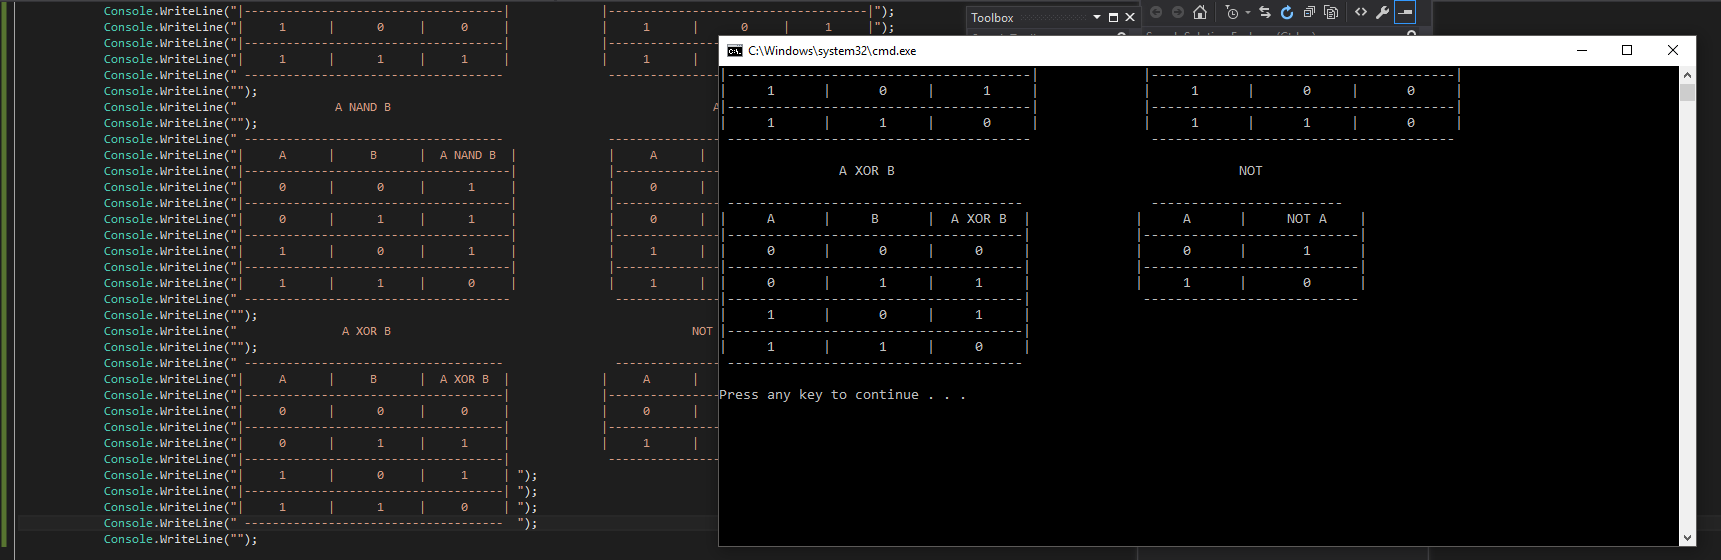 Console.WriteLine("|-------------------------------------|             |-------------------------------------|");
Console.WriteLine("|     1      |     0     |     0      |             |     1      |     0     |     1      |");
Console.WriteLine("|-------------------------------------|
Console.WriteLine("|     1      |     1     |     1      |             |     1      |
Console.WriteLine(" -------------------------------------
Console.WriteLine("");
Console.WriteLine("              A NAND B                                              A
Console.WriteLine("");
Console.WriteLine(" --------------------------------------              ---------------
Console.WriteLine("|     A      |      B      |  A NAND B  |             |     A      |
Console.WriteLine("|--------------------------------------|             |---------------
Console.WriteLine("|     0      |      0      |      1     |             |     0      |
Console.WriteLine("|--------------------------------------|             |---------------
Console.WriteLine("|     0      |      1      |      1     |             |     0      |
Console.WriteLine("|--------------------------------------|             |---------------
Console.WriteLine("|     1      |      0      |      1     |             |     1      |
Console.WriteLine("|--------------------------------------|             |---------------
Console.WriteLine("|     1      |      1      |      0     |             |     1      |
Console.WriteLine(" --------------------------------------              ---------------
Console.WriteLine("");
Console.WriteLine("               A XOR B                                           NOT
Console.WriteLine("");
Console.WriteLine(" -------------------------------------              ----------------
Console.WriteLine("|     A      |     B      |  A XOR B  |             |     A      |
Console.WriteLine("|-------------------------------------|             |----------------
Console.WriteLine("|     0      |     0      |     0     |             |     0      |
Console.WriteLine("|-------------------------------------|             |----------------
Console.WriteLine("|     0      |     1      |     1     |             |     1      |
Console.WriteLine("|-------------------------------------|              ----------------
Console.WriteLine("|     1      |     0      |     1     | ");
Console.WriteLine("|-------------------------------------| ");
Console.WriteLine("|     1      |     1      |     0     | ");
Console.WriteLine(" -------------------------------------  ");
Console.WriteLine("");
Toolbox
C:\Windows\system32\cmd.exe
|--------------------------------------|             |--------------------------------------|
|     1      |      0     |      1     |             |     1      |      0     |      0     |
|--------------------------------------|             |--------------------------------------|
|     1      |      1     |      0     |             |     1      |      1     |      0     |
 --------------------------------------               --------------------------------------
A XOR B                                           NOT
 -------------------------------------                ------------------------
|     A      |     B      |  A XOR B  |             |     A      |     NOT A    |
|-------------------------------------|             |---------------------------|
|     0      |     0      |     0     |             |     0      |       1      |
|-------------------------------------|             |---------------------------|
|     0      |     1      |     1     |             |     1      |       0      |
|-------------------------------------|              ---------------------------
|     1      |     0      |     1     |
|-------------------------------------|
|     1      |     1      |     0     |
 -------------------------------------
Press any key to continue . . .